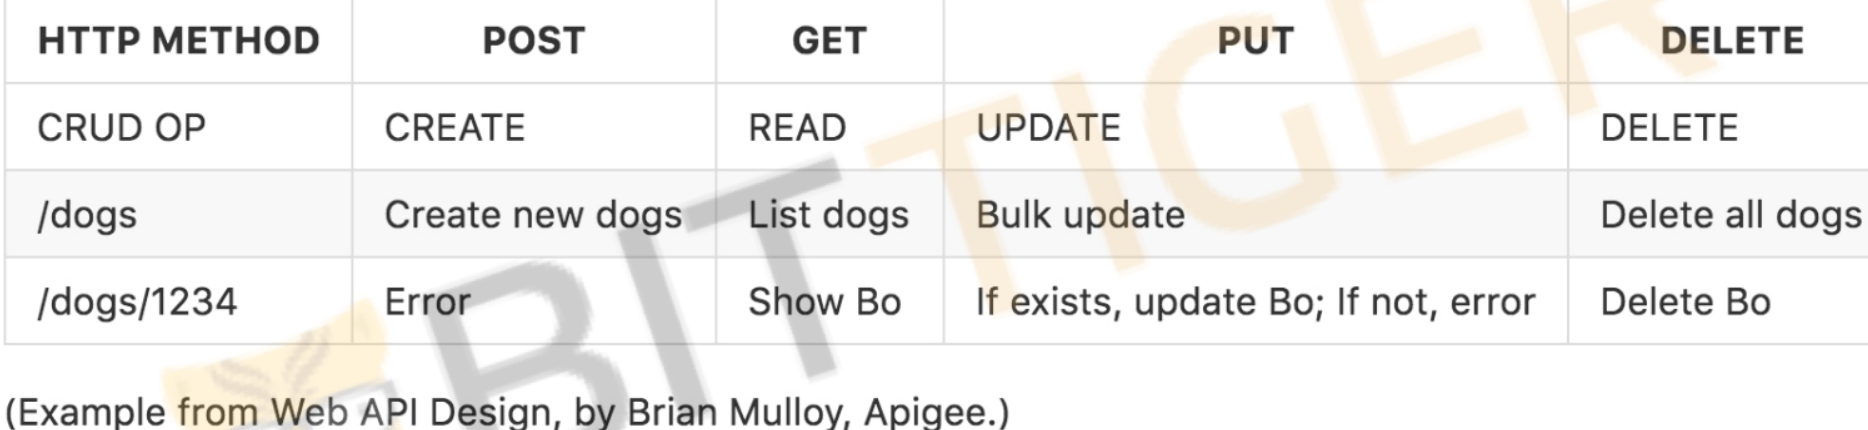 HTTP METHOD POST GET PUT DELETE
CRUD OP CREATE READ UPDATE DELETE
/dogs Create new dogs List dogs Bulk update Delete all dogs
/dogs/1234 Error Show Bo If exists, update Bo; If not, error Delete Bo
(Example from Web API Design, by Brian Mulloy, Apigee.)
BITTIGER